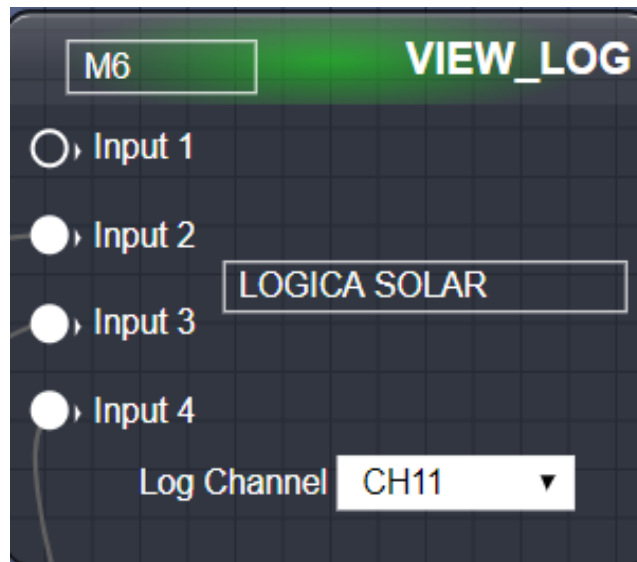 M6 VIEW_LOG
Input 1
Input 2
LOGICA SOLAR
Input 3
Input 4
Log Channel CH11